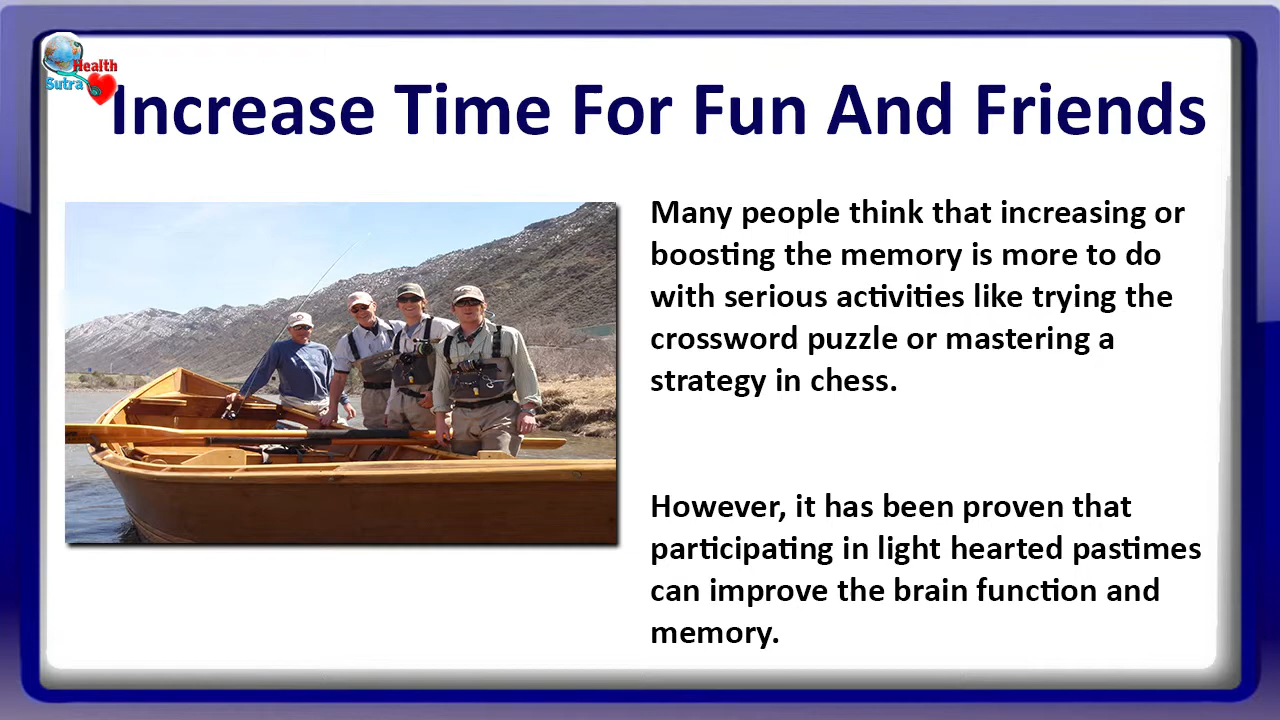 Health
Sutra
Increase Time For Fun And Friends
Many people think that increasing or
boosting the memory is more to do
with serious activities like trying the
crossword puzzle or mastering a
strategy in chess.
However, it has been proven that
participating in light hearted pastimes
can improve the brain function and
memory.